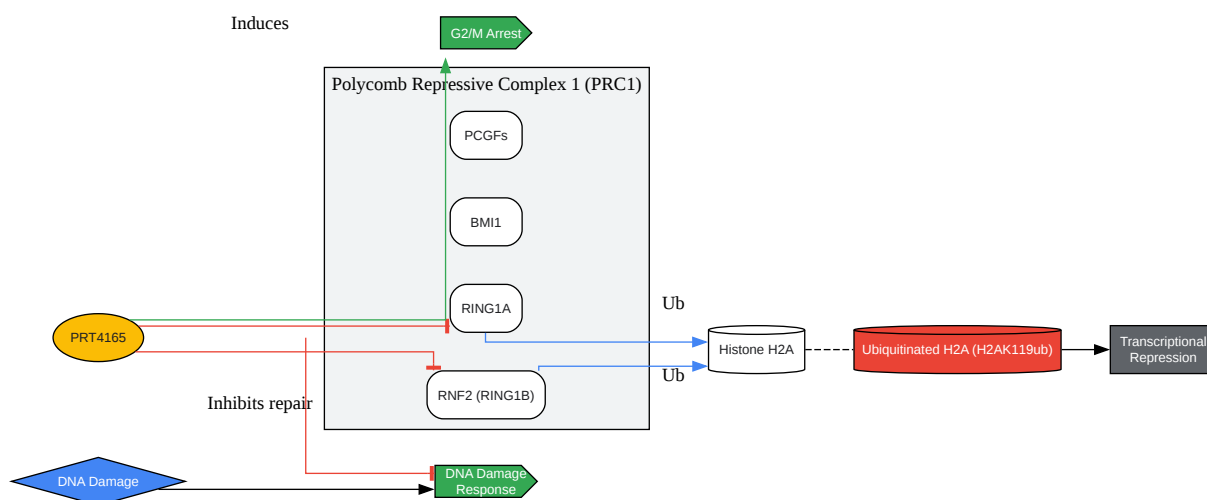 Induces
G2/M Arrest
Polycomb Repressive Complex 1 (PRC1)
PCGFs
BMI1
RING1A
Ub
PRT4165
Histone H2A
Ubiquitinated H2A (H2AK119ub)
Transcriptional
Repression
Ub
RNF2 (RING1B)
Inhibits repair
DNA Damage
DNA Damage
Response